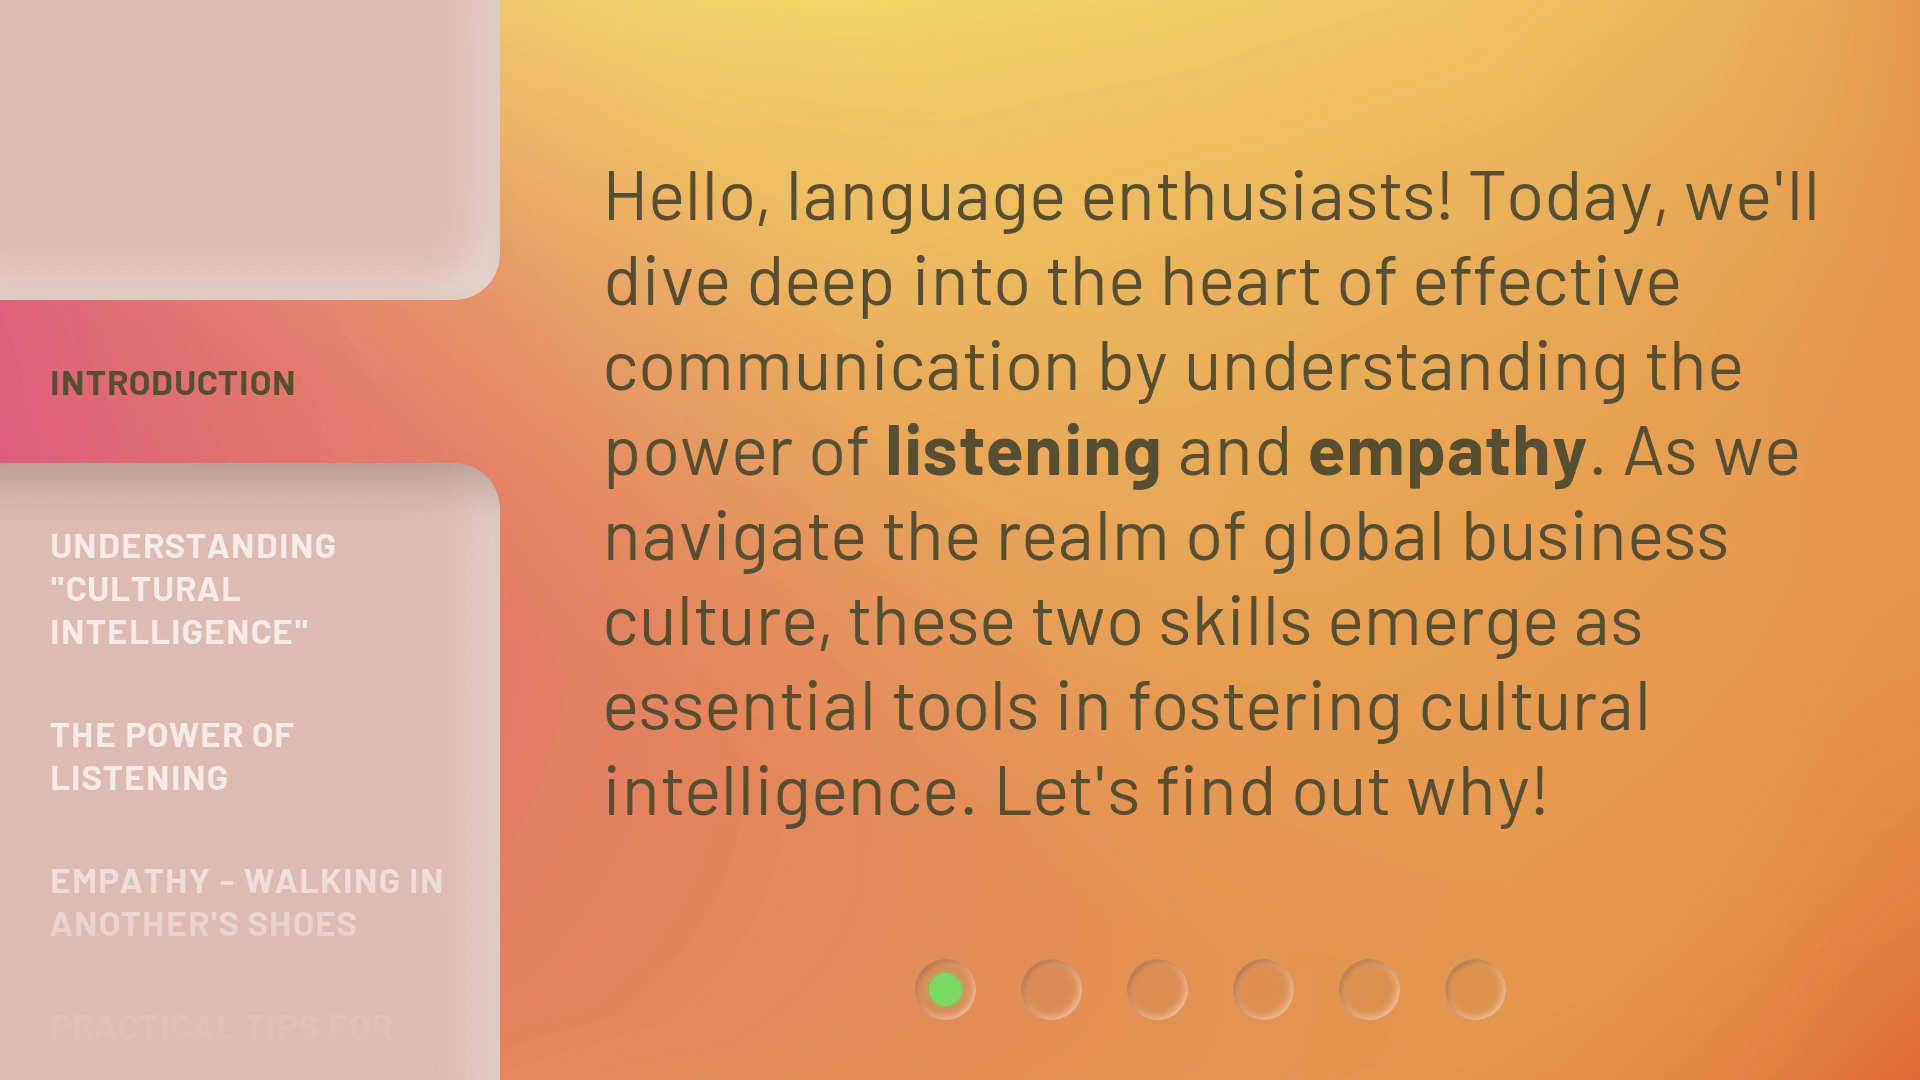 INTRODUCTION
UNDERSTANDING
"CULTURAL
INTELLIGENCE"
THE POWER OF
LISTENING
EMPATHY - WALKING IN
ANOTHER'S SHOES
PRACTICAL TIPS FOR
Hello, language enthusiasts! Today, we'll
dive deep into the heart of effective
communication by understanding the
power of listening and empathy. As we
navigate the realm of global business
culture, these two skills emerge as
essential tools in fostering cultural
intelligence. Let's find out why!